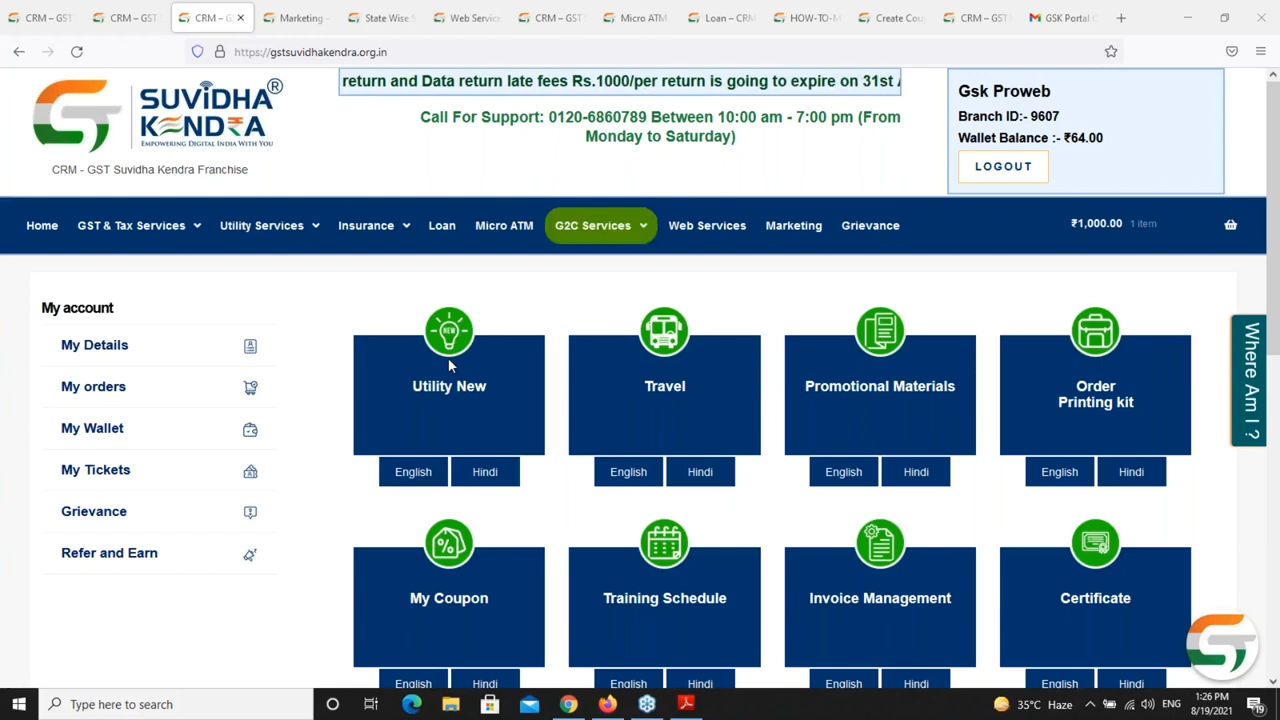 CRM – GST
CRM – GST
CRM – G
Marketing –
State Wise
Web Servic
CRM – GST
Micro ATM
Loan – CRM
HOW-TO-M
Create Cou
CRM – GST
GSK Portal
https://gstsuvidhakendra.org.in
SUVIDHA ®
KENDRA
EMPOWERING DIGITAL INDIA WITH YOU
CRM - GST Suvidha Kendra Franchise
return and Data return late fees Rs.1000/per return is going to expire on 31st
Call For Support: 0120-6860789 Between 10:00 am - 7:00 pm (From
Monday to Saturday)
Gsk Proweb
Branch ID:- 9607
Wallet Balance :- ₹64.00
LOGOUT
Home GST & Tax Services Utility Services Insurance Loan Micro ATM G2C Services Web Services Marketing Grievance ₹1,000.00 1 item
My account
My Details
My orders
My Wallet
My Tickets
Grievance
Refer and Earn
NEW
Utility New
English Hindi
Travel
English Hindi
Promotional Materials
English Hindi
Order
Printing kit
English Hindi
%
My Coupon
English Hindi
Training Schedule
English Hindi
Invoice Management
English Hindi
Certificate
English Hindi
Where Am I ?
Type here to search
35°C Haze
ENG
1:26 PM
8/19/2021
19